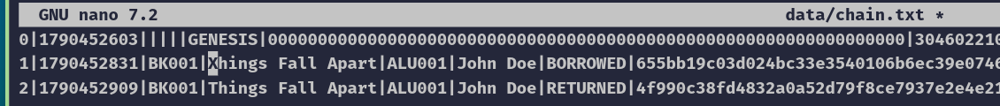 GNU nano 7.2 data/chain.txt *
0|1790452603|||||GENESIS|0000000000000000000000000000000000000000000000000000000000000000|304602210
1|1790452831|BK001|Xhings Fall Apart|ALU001|John Doe|BORROWED|655bb19c03d024bc33e3540106b6ec39e0746
2|1790452909|BK001|Things Fall Apart|ALU001|John Doe|RETURNED|4f990c38fd4832a0a52d79f8ce7937e2e4e21